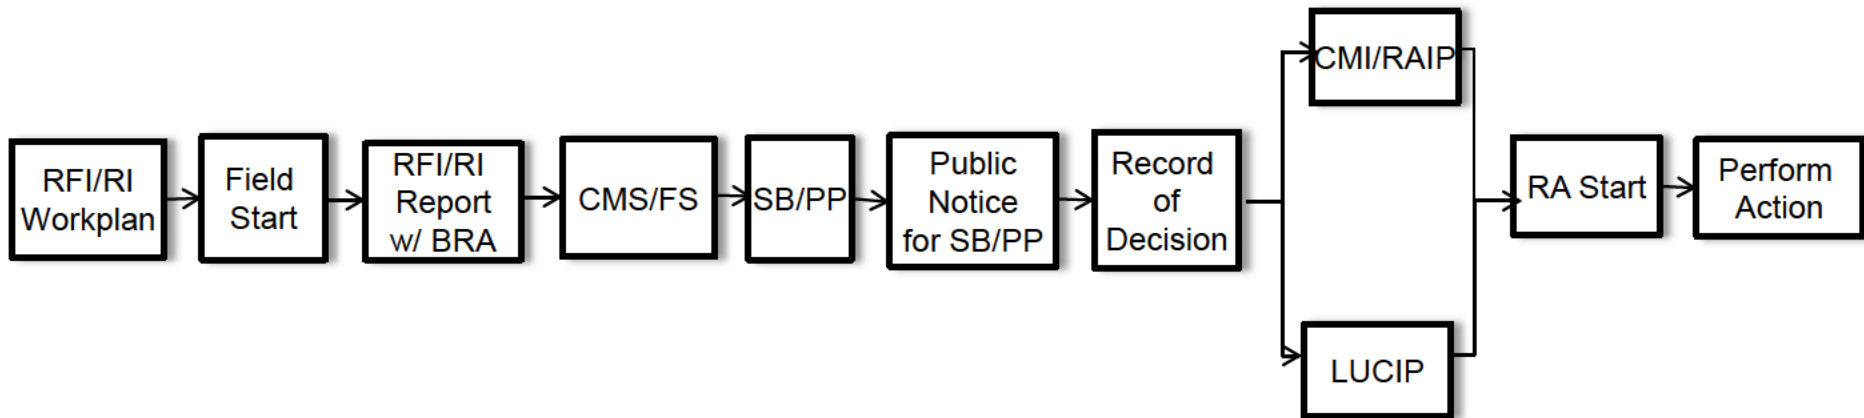 RFI/RI
Workplan
Field
Start
RFI/RI
Report
w/ BRA
CMS/FS
SB/PP
Public
Notice
for SB/PP
Record
of
Decision
CMI/RAIP
LUCIP
RA Start
Perform
Action